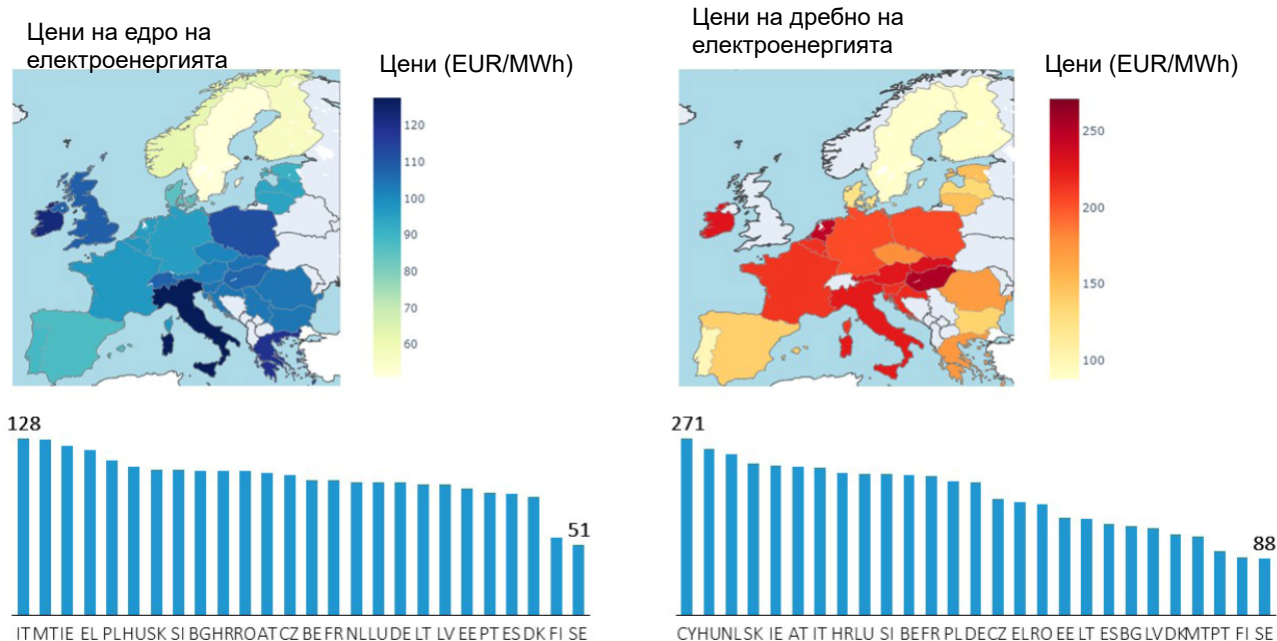 Цени на едро на
електроенергията
Цени (EUR/MWh)
120
110
100
90
80
70
60
128
51
IT MT IE EL PL HU SK SI BG HR RO AT CZ BE FR NL LU DE LT LV EE PT ES DK FI SE
Цени на дребно на
електроенергията
Цени (EUR/MWh)
250
200
150
100
271
88
CY HU NL SK IE AT IT HR LU SI BE FR PL DE CZ EL RO EE LT ES BG LV DK MT PT FI SE